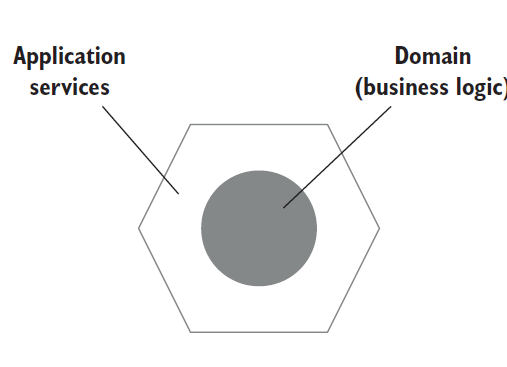 Application
services
Domain
(business logic)